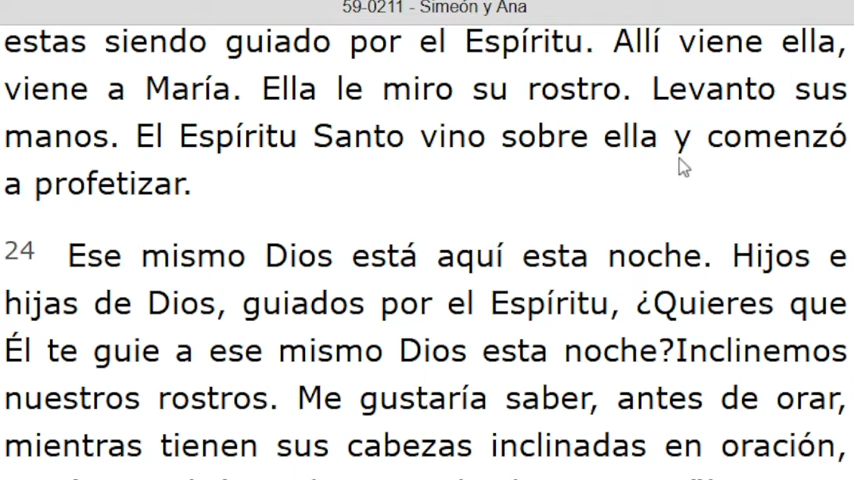 59-0211 - Simeón y Ana
estas siendo guiado por el Espíritu. Allí viene ella,
viene a María. Ella le miro su rostro. Levanto sus
manos. El Espíritu Santo vino sobre ella y comenzó
a profetizar.
24 Ese mismo Dios está aquí esta noche. Hijos e
hijas de Dios, guiados por el Espíritu, ¿Quieres que
Él te guie a ese mismo Dios esta noche?Inclinemos
nuestros rostros. Me gustaría saber, antes de orar,
mientras tienen sus cabezas inclinadas en oración,